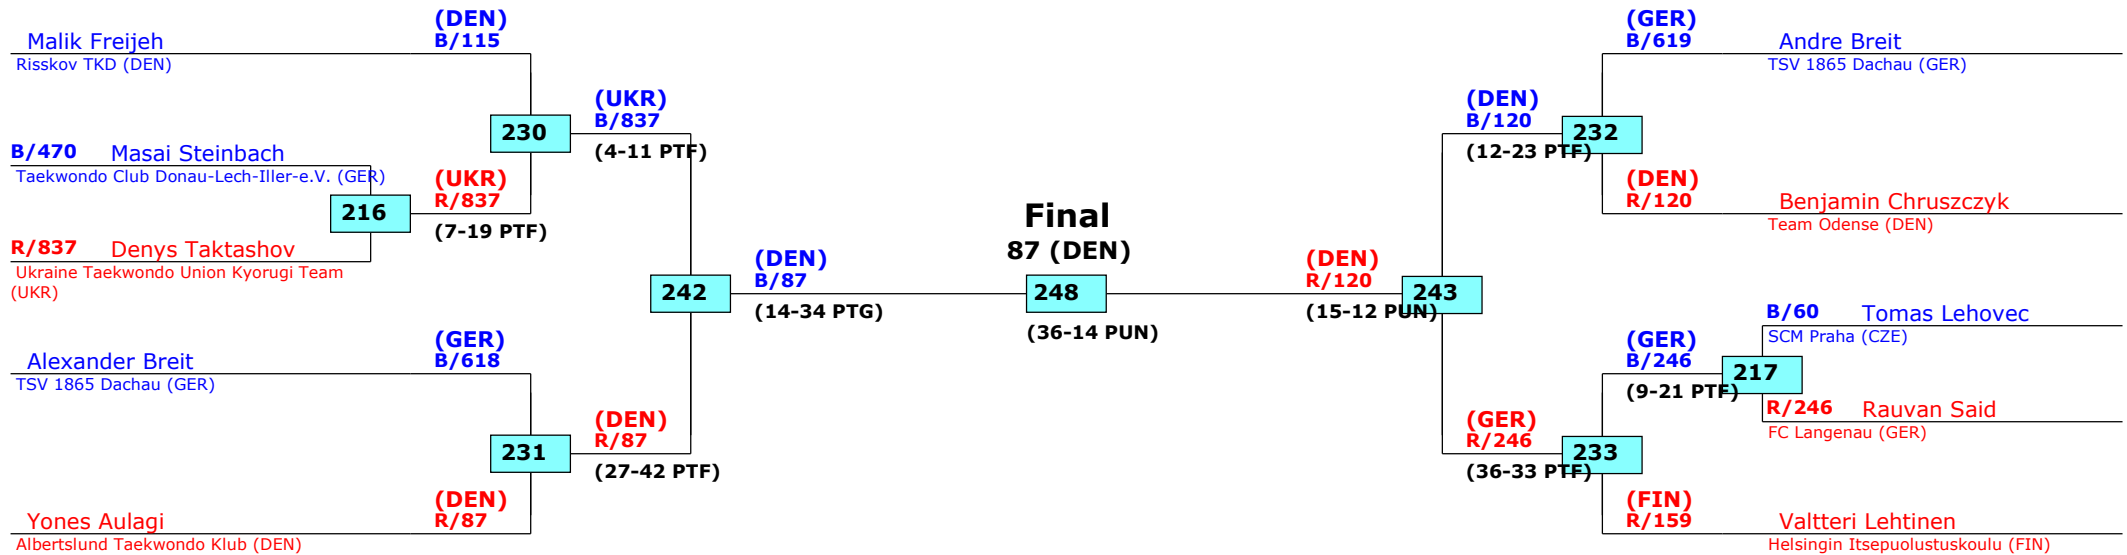 (DEN)
B/115
Malik Freijeh
Risskov TKD (DEN)
(UKR)
B/837
230
(4-11 PTF)
B/470 Masai Steinbach
Taekwondo Club Donau-Lech-Iller-e.V. (GER)
(UKR)
R/837
216
(7-19 PTF)
R/837 Denys Taktashov
Ukraine Taekwondo Union Kyorugi Team
(UKR)
242
(DEN)
B/87
(14-34 PTG)
(GER)
B/618
Alexander Breit
TSV 1865 Dachau (GER)
(DEN)
R/87
231
(27-42 PTF)
(DEN)
R/87
Yones Aulagi
Albertslund Taekwondo Klub (DEN)
Final
87 (DEN)
248
(36-14 PUN)
(DEN)
R/120
243
(15-12 PUN)
(GER)
B/619
Andre Breit
TSV 1865 Dachau (GER)
(DEN)
B/120
232
(12-23 PTF)
(DEN)
R/120
Benjamin Chruszczyk
Team Odense (DEN)
B/60 Tomas Lehovec
SCM Praha (CZE)
(GER)
B/246
217
(9-21 PTF)
R/246 Rauvan Said
FC Langenau (GER)
(GER)
R/246
233
(36-33 PTF)
(FIN)
R/159
Valtteri Lehtinen
Helsingin Itsepuolustuskoulu (FIN)